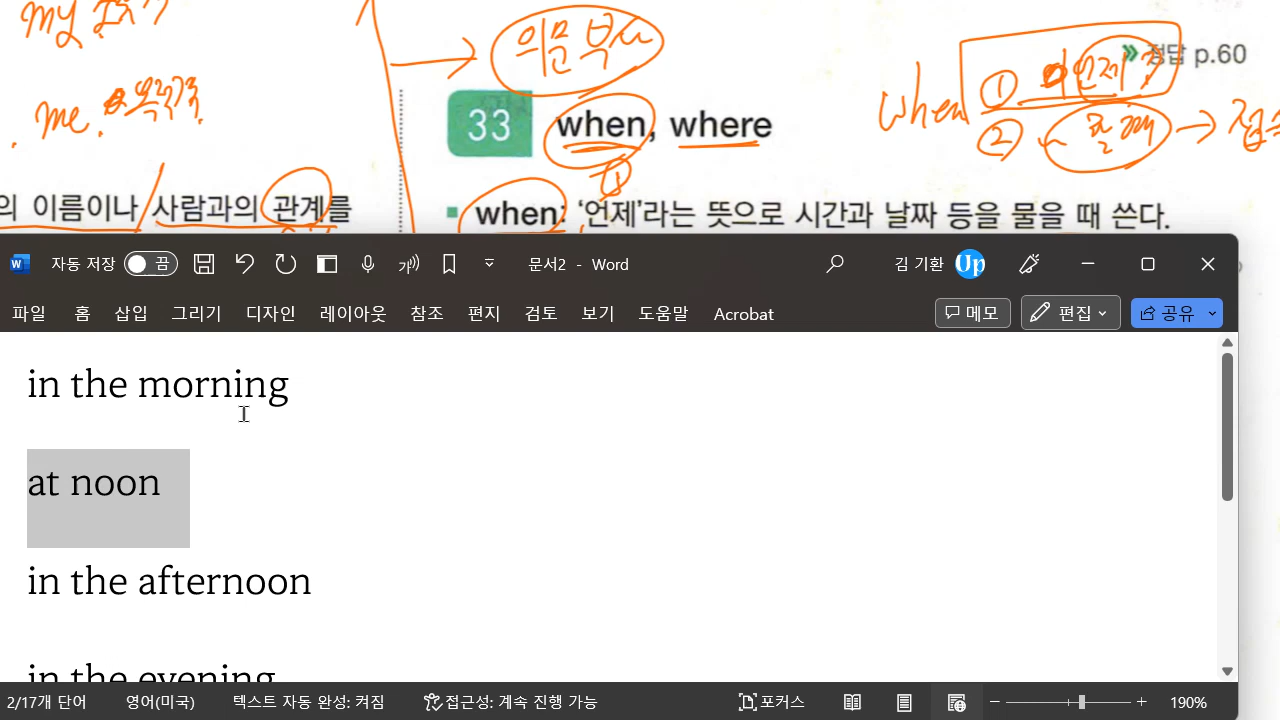 my
me.
의문부사
» 정답 p.60
33 when, where
when ① 언제?
② ~ 할 때 →
의 이름이나 사람과의 관계를
when: '언제'라는 뜻으로 시간과 날짜 등을 물을 때 쓴다.
자동 저장 끔 가)) 문서2 - Word 김 기환 Up
파일 홈 삽입 그리기 디자인 레이아웃 참조 편지 검토 보기 도움말 Acrobat 메모 편집 공유
in the morning
at noon
in the afternoon
in the evening
2/17개 단어 영어(미국) 텍스트 자동 완성: 켜짐 접근성: 계속 진행 가능 포커스 190%